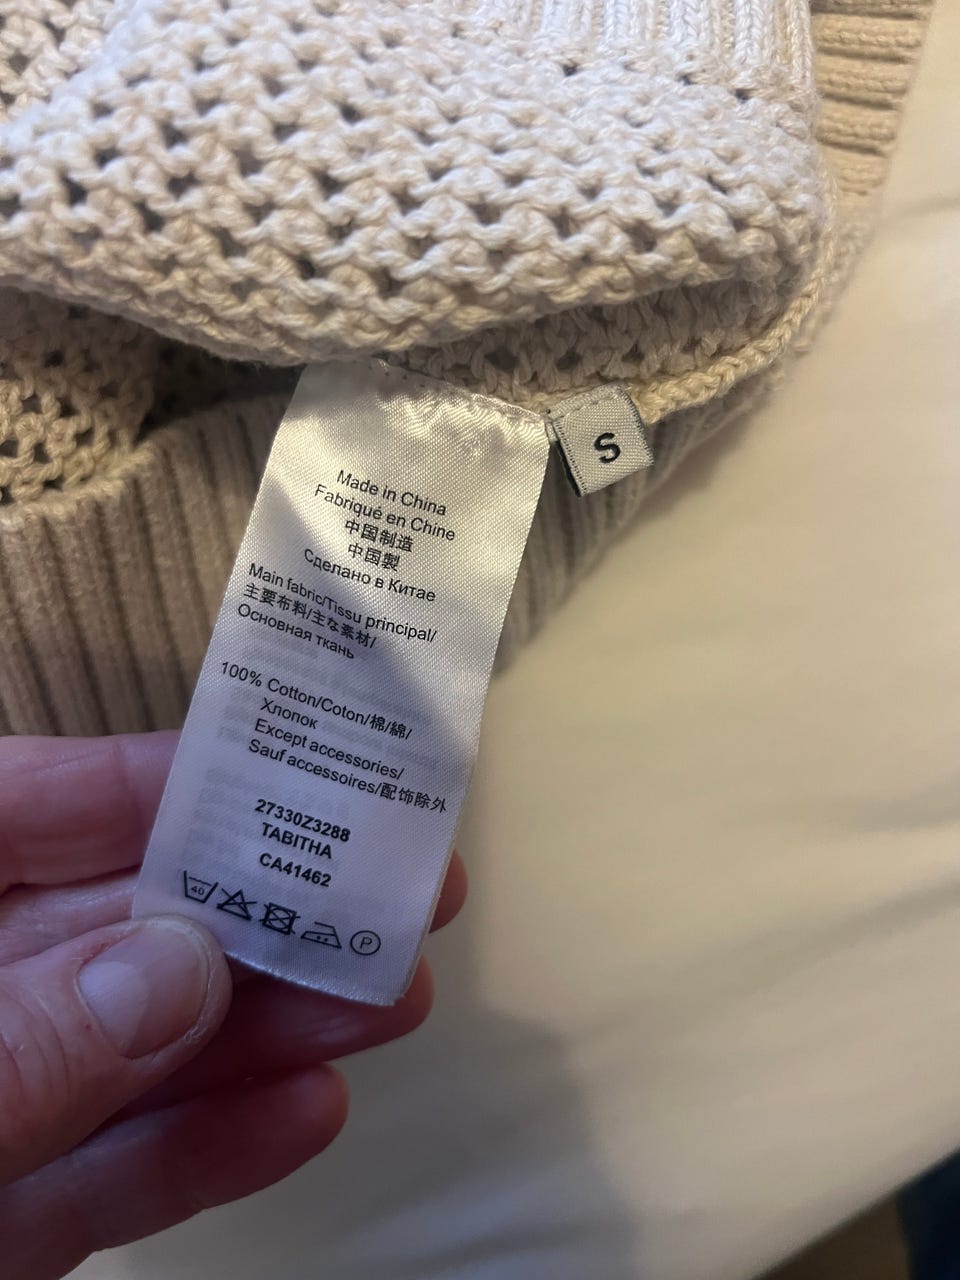 Made in China
Fabriqué en Chine
中国制造
中国製
Сделано в Китае
Main fabric/Tissu principal/
主要布料/主な素材/
Основная ткань
100% Cotton/Coton/棉/綿/
Хлопок
Except accessories/
Sauf accessoires/配饰除外
27330Z3288
TABITHA
CA41462
40
P
S